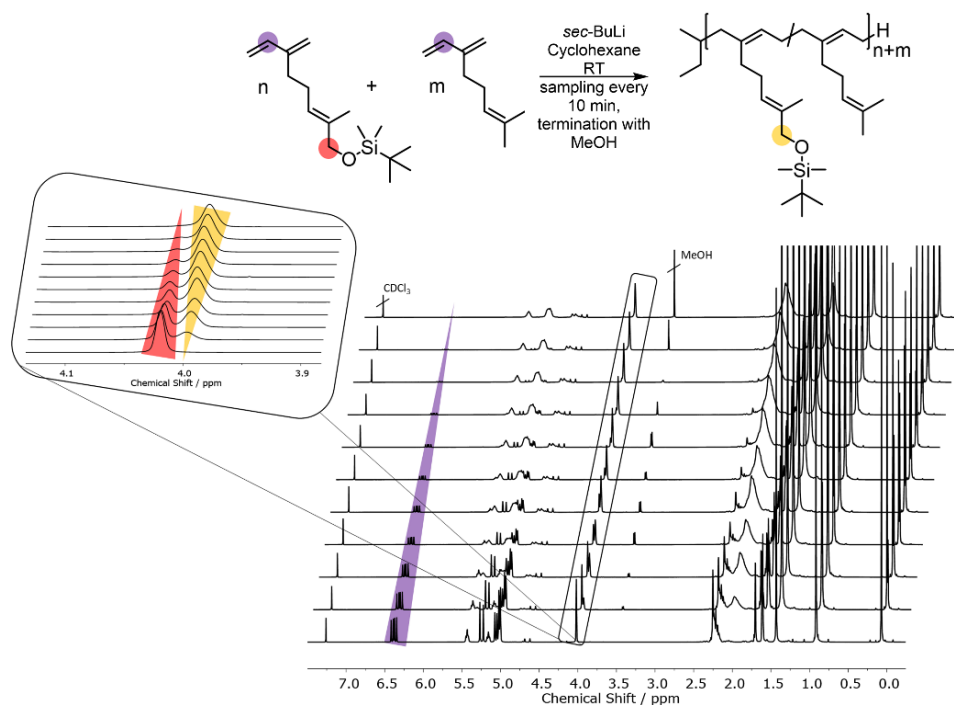 n
+
m
sec-BuLi
Cyclohexane
RT
sampling every
10 min,
termination with
MeOH
H
n+m
O
Si
O
Si
4.1
4.0
3.9
Chemical Shift / ppm
CDCl3
MeOH
7.0 6.5 6.0 5.5 5.0 4.5 4.0 3.5 3.0 2.5 2.0 1.5 1.0 0.5 0.0
Chemical Shift / ppm